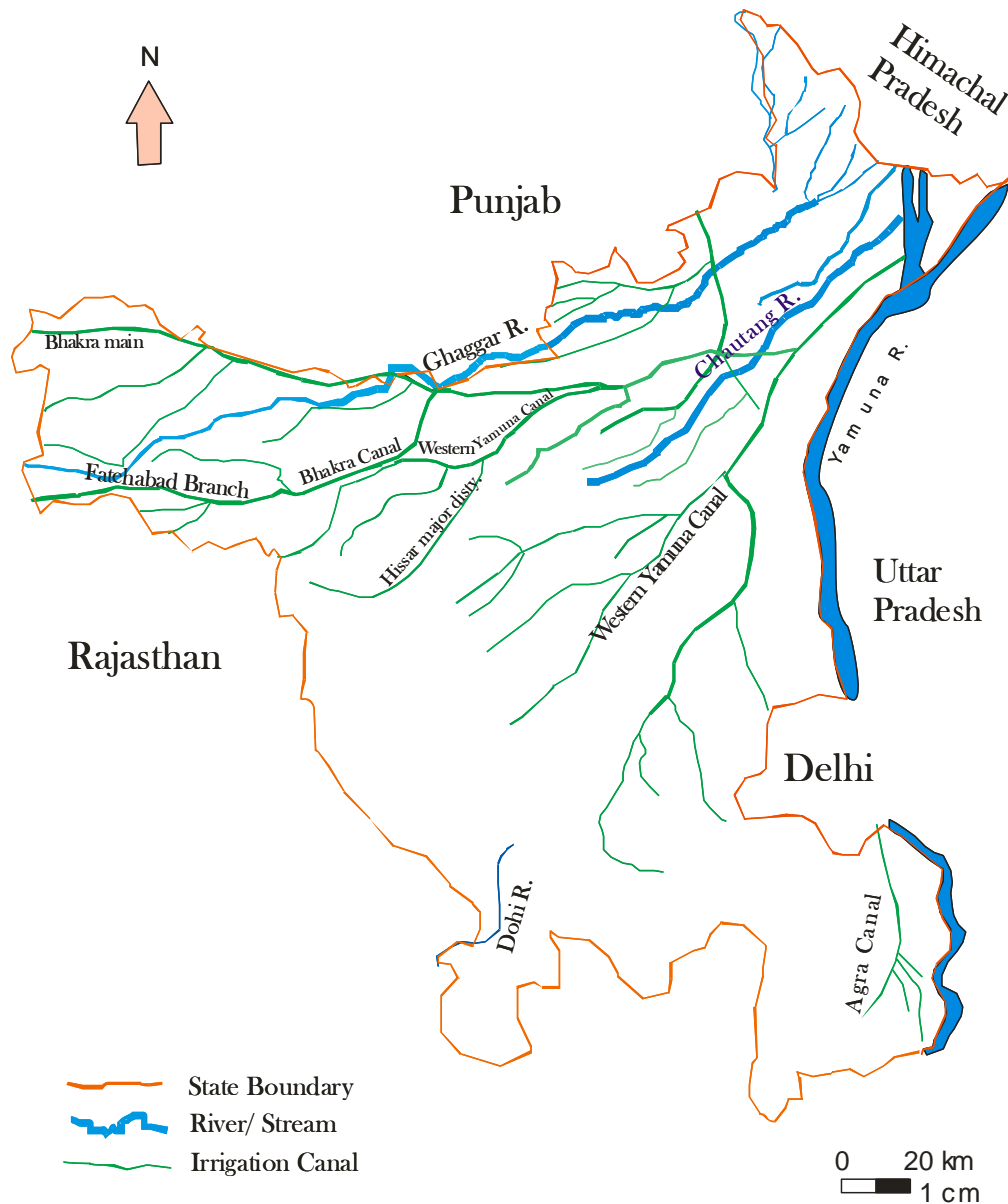 N
Himachal
Pradesh
Punjab
Ghaggar R.
Chautang R.
Bhakra main
Yamuna R.
Bhakra Canal
Western Yamuna Canal
Fatehabad Branch
Hissar major disty.
Western Yamuna Canal
Uttar
Pradesh
Rajasthan
Delhi
Dohi R.
Agra Canal
State Boundary
River/ Stream
Irrigation Canal
0 20 km
1 cm